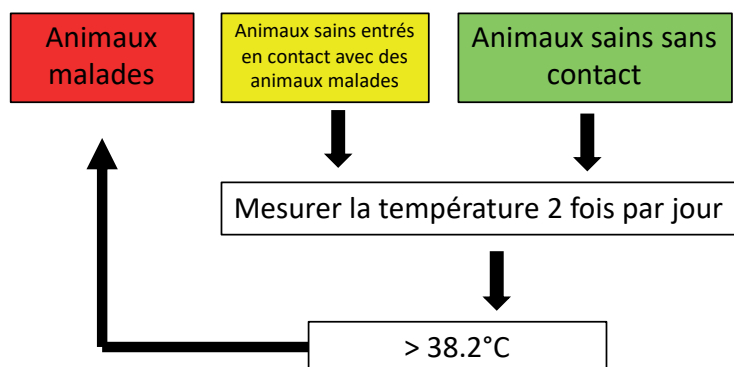 Animaux
malades
Animaux sains entrés
en contact avec des
animaux malades
Animaux sains sans
contact
Mesurer la température 2 fois par jour
> 38.2°C